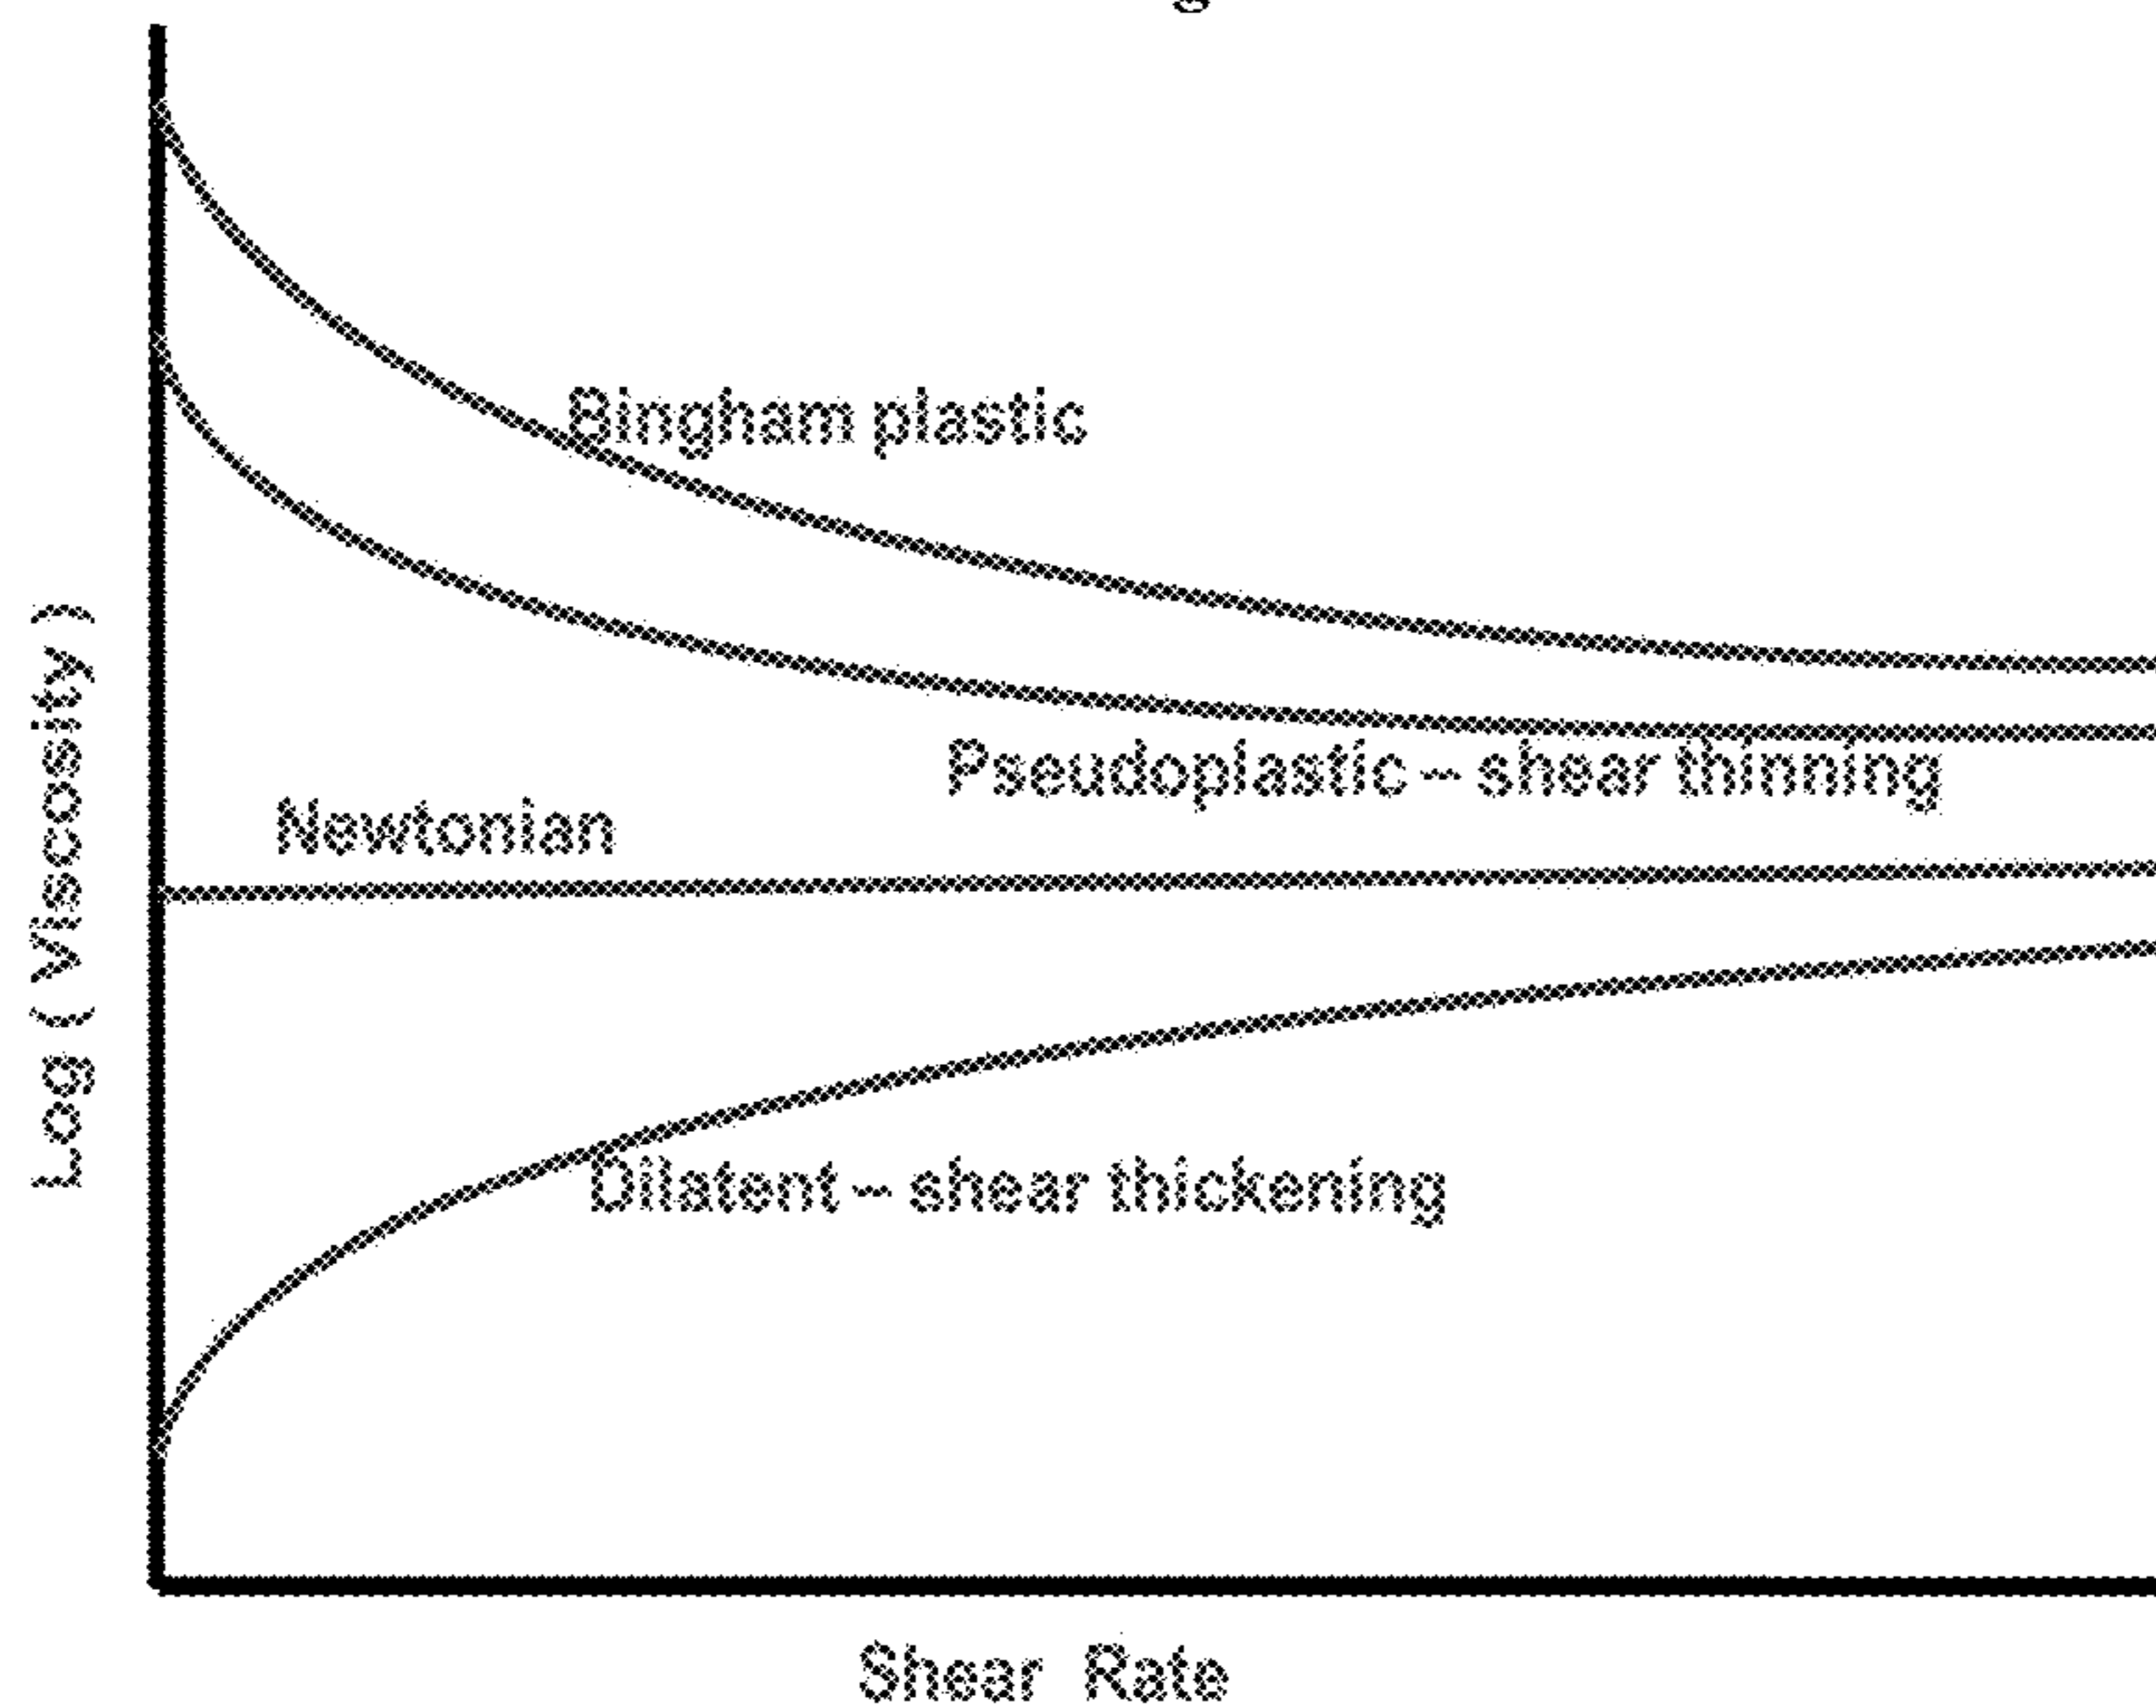 Bingham plastic
Pseudoplastic - shear thinning
Newtonian
Dilatent - shear thickening
Log ( Viscosity )
Shear Rate